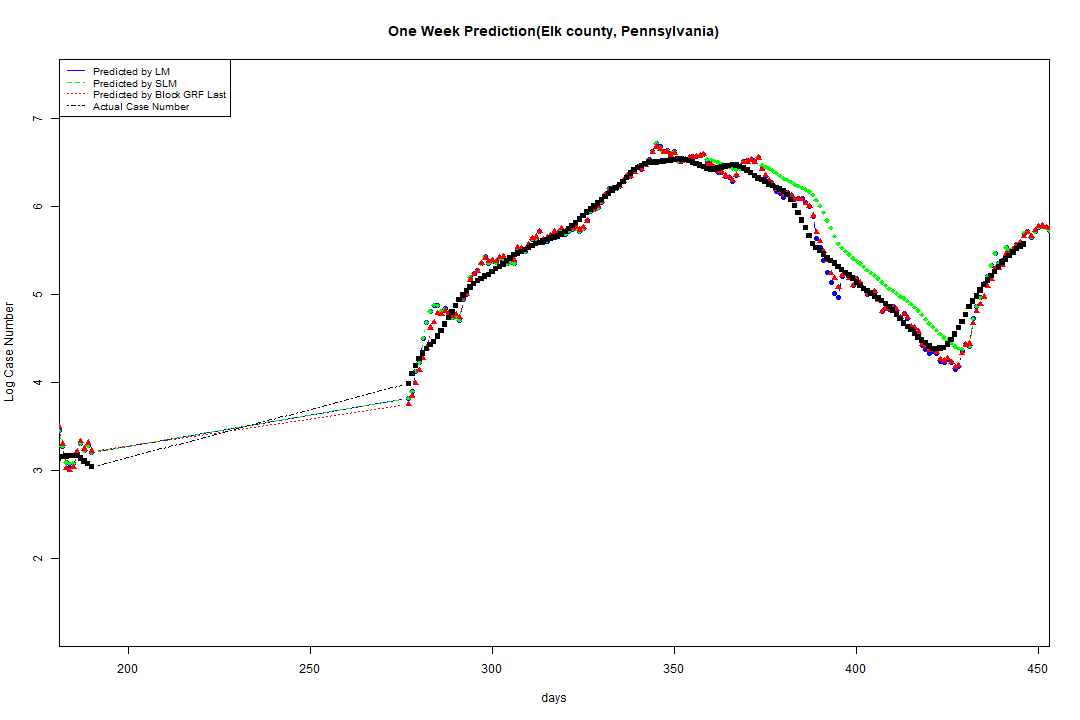 One Week Prediction(Elk county, Pennsylvania)
Predicted by LM
Predicted by SLM
Predicted by Block GRF Last
Actual Case Number
Log Case Number
7
6
5
4
3
2
200 250 300 350 400 450
days